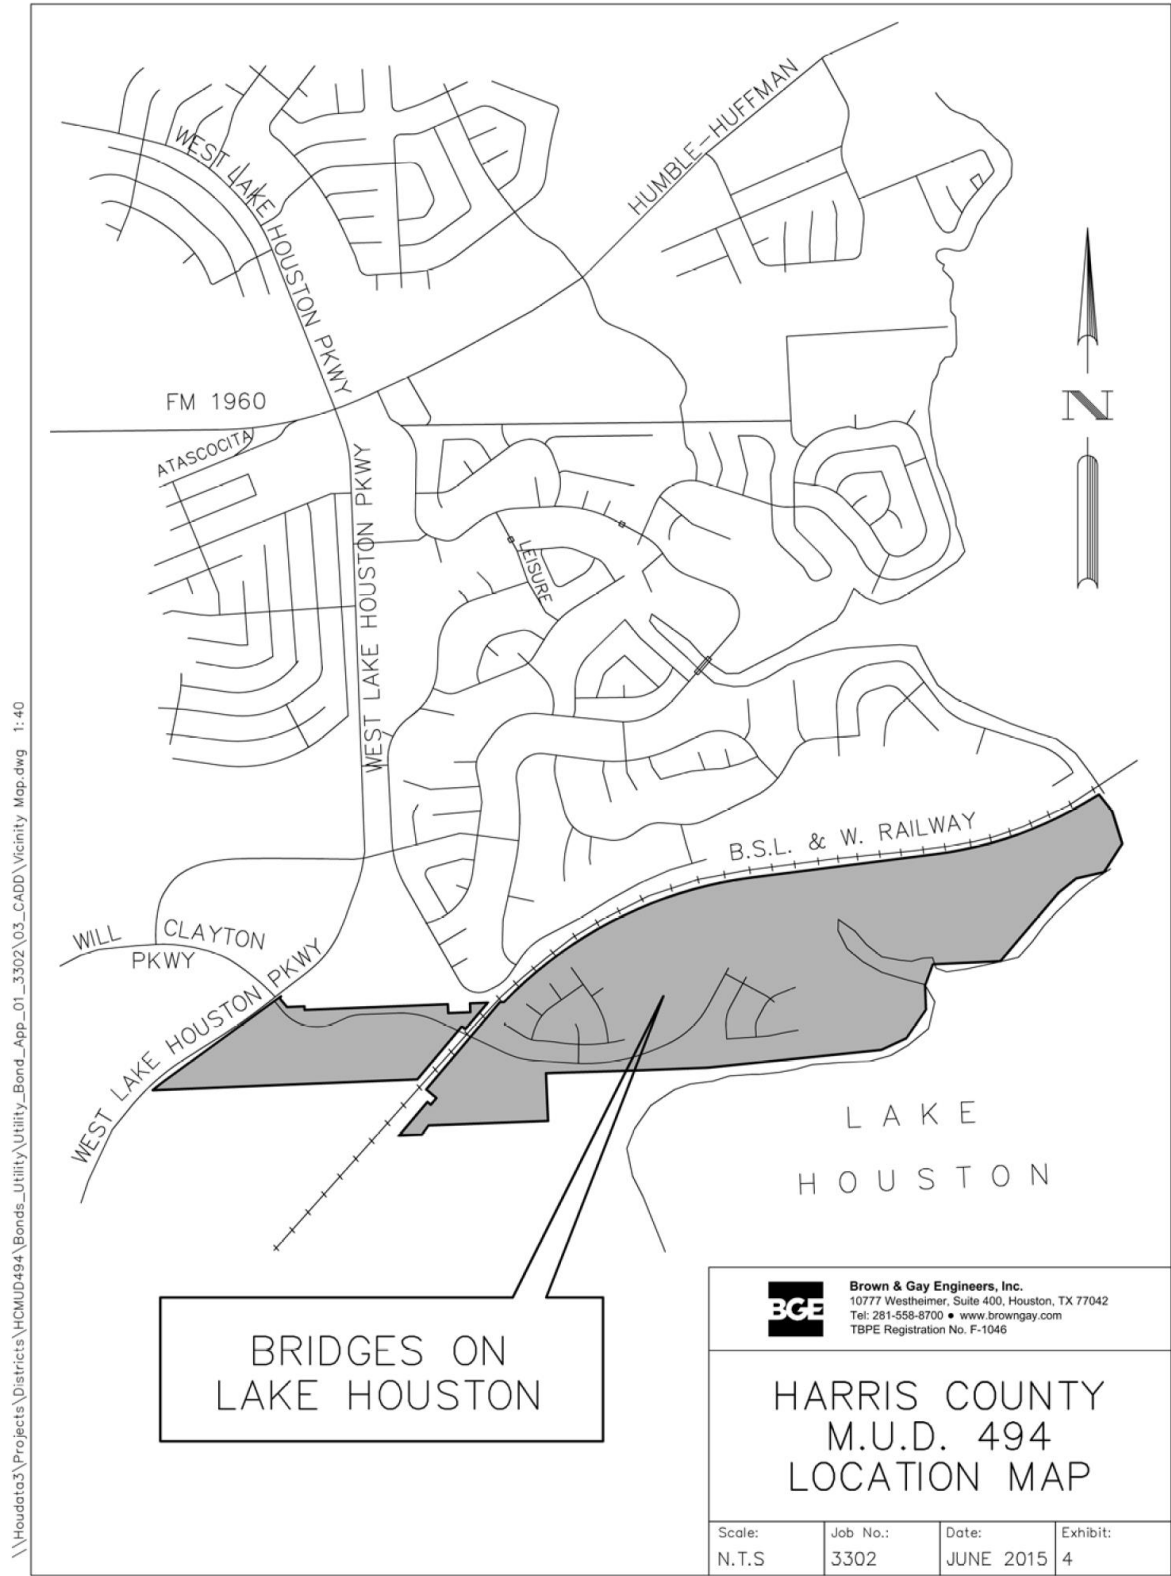 WEST LAKE HOUSTON PKWY
HUMBLE-HUFFMAN
FM 1960
ATASCOCITA
N
WEST LAKE HOUSTON PKWY
LEISURE
WEST LAKE HOUSTON PKWY
B.S.L. & W. RAILWAY
WILL CLAYTON
PKWY
WEST LAKE HOUSTON PKWY
LAKE
HOUSTON
BRIDGES ON
LAKE HOUSTON
BGE
Brown & Gay Engineers, Inc.
10777 Westheimer, Suite 400, Houston, TX 77042
Tel: 281-558-8700 ● www.browngay.com
TBPE Registration No. F-1046
HARRIS COUNTY
M.U.D. 494
LOCATION MAP
Scale:
N.T.S
Job No.:
3302
Date:
JUNE 2015
Exhibit:
4
\\Houdata3\Projects\Districts\HCMUD494\Bonds_Utility\Utility_Bond_App_01_3302\03_CADD\Vicinity Map.dwg 1:40